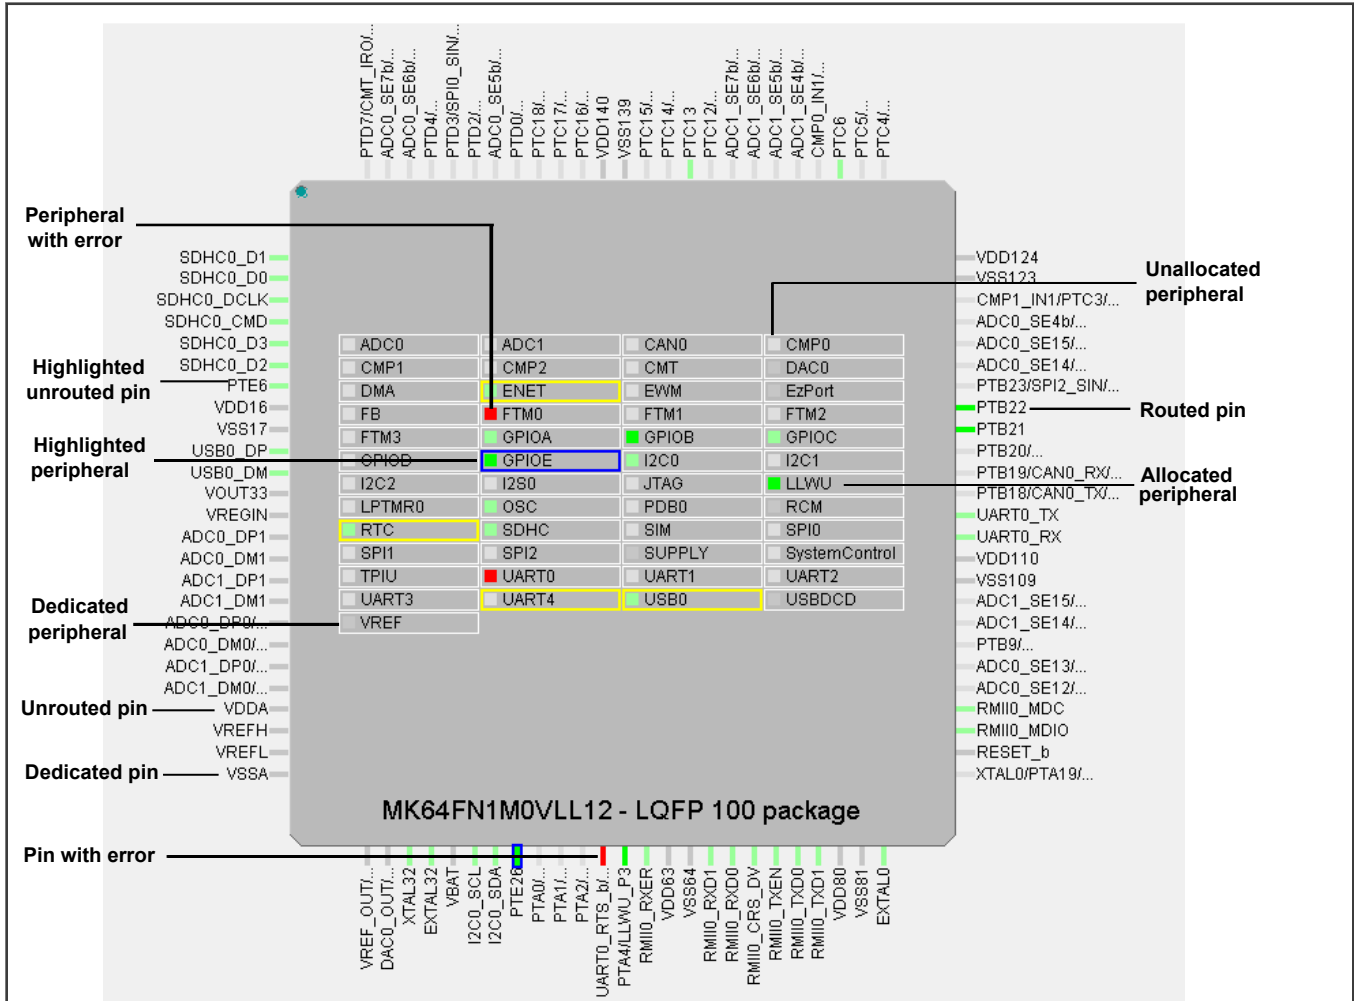 PTD7/CMT_IRO/...
ADC0_SE7b/...
ADC0_SE6b/...
PTD4/...
PTD3/SPI0_SIN/...
PTD2/...
ADC0_SE5b/...
PTD0/...
PTC18/...
PTC17/...
PTC16/...
VDD140
VSS139
PTC15/...
PTC14/...
PTC13
PTC12/...
ADC1_SE7b/...
ADC1_SE6b/...
ADC1_SE5b/...
ADC1_SE4b/...
CMP0_IN1/...
PTC6
PTC5/...
PTC4/...
Peripheral
with error
Highlighted
unrouted pin
Highlighted
peripheral
Dedicated
peripheral
Unrouted pin
Dedicated pin
Pin with error
SDHC0_D1
SDHC0_D0
SDHC0_DCLK
SDHC0_CMD
SDHC0_D3
SDHC0_D2
PTE6
VDD16
VSS17
USB0_DP
USB0_DM
VOUT33
VREGIN
ADC0_DP1
ADC0_DM1
ADC1_DP1
ADC1_DM1
ADC0_DP0/...
ADC0_DM0/...
ADC1_DP0/...
ADC1_DM0/...
VDDA
VREFH
VREFL
VSSA
ADC0 ADC1 CAN0 CMP0
CMP1 CMP2 CMT DAC0
DMA ENET EWM EzPort
FB FTM0 FTM1 FTM2
FTM3 GPIOA GPIOB GPIOC
GPIOD GPIOE I2C0 I2C1
I2C2 I2S0 JTAG LLWU
LPTMR0 OSC PDB0 RCM
RTC SDHC SIM SPI0
SPI1 SPI2 SUPPLY SystemControl
TPIU UART0 UART1 UART2
UART3 UART4 USB0 USBDCD
VREF
MK64FN1M0VLL12 - LQFP 100 package
VDD124
VSS123
CMP1_IN1/PTC3/...
ADC0_SE4b/...
ADC0_SE15/...
ADC0_SE14/...
PTB23/SPI2_SIN/...
PTB22
PTB21
PTB20/...
PTB19/CAN0_RX/...
PTB18/CAN0_TX/...
UART0_TX
UART0_RX
VDD110
VSS109
ADC1_SE15/...
ADC1_SE14/...
PTB9/...
ADC0_SE13/...
ADC0_SE12/...
RMII0_MDC
RMII0_MDIO
RESET_b
XTAL0/PTA19/...
Unallocated
peripheral
Routed pin
Allocated
peripheral
VREF_OUT/...
DAC0_OUT/...
XTAL32
EXTAL32
VBAT
I2C0_SCL
I2C0_SDA
PTE26
PTA0/...
PTA1/...
PTA2/...
UART0_RTS_b/...
PTA4/LLWU_P3
RMII0_RXER
VDD63
VSS64
RMII0_RXD1
RMII0_RXD0
RMII0_CRS_DV
RMII0_TXEN
RMII0_TXD0
RMII0_TXD1
VDD80
VSS81
EXTAL0